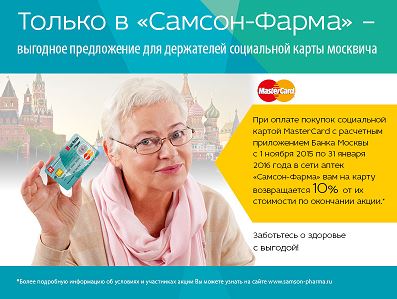 Только в «Самсон-Фарма» –
выгодное предложение для держателей социальной карты москвича
MasterCard
При оплате покупок социальной
картой MasterCard с расчетным
приложением Банка Москвы
с 1 ноября 2015 по 31 января
2016 года в сети аптек
«Самсон-Фарма» вам на карту
возвращается 10% от их
стоимости по окончании акции.*
Заботьтесь о здоровье
с выгодой!
*Более подробную информацию об условиях и участниках акции Вы можете узнать на сайте www.samson-pharma.ru